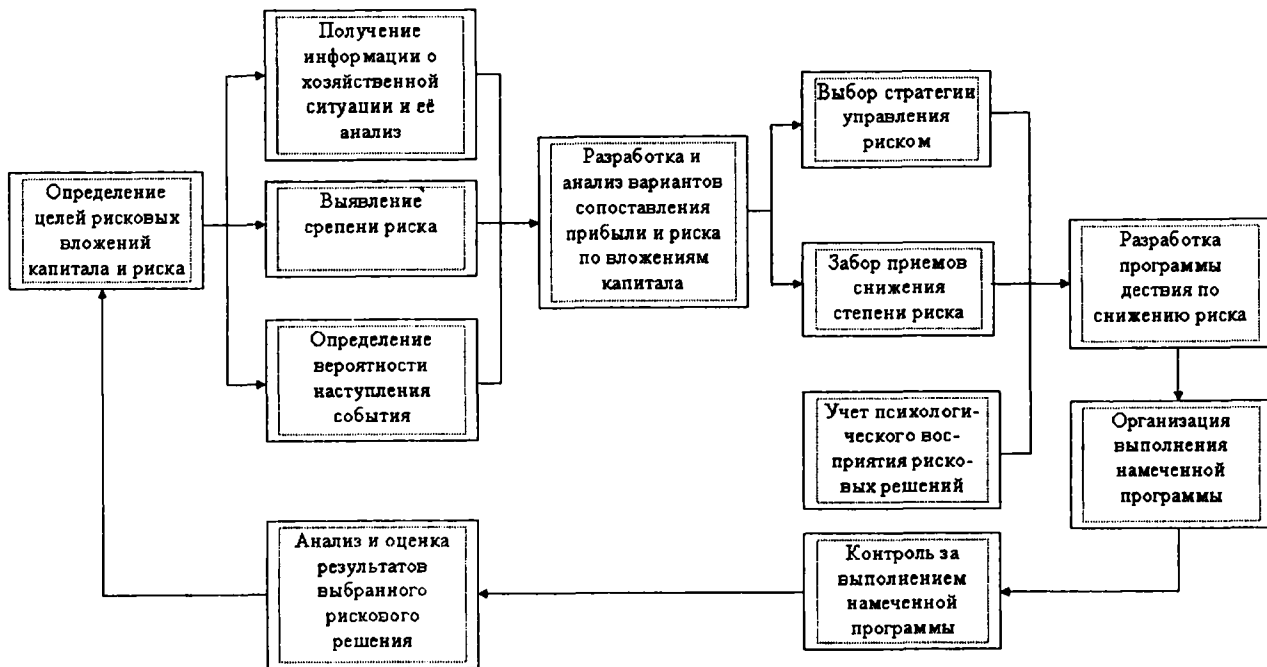 Получение
информации о
хозяйственной
ситуации и её
анализ
Определение
целей рисковых
вложений
капитала и риска
Выявление
срепени риска
Определение
вероятности
наступления
события
Разработка и
анализ вариантов
сопоставления
прибыли и риска
по вложениям
капитала
Выбор стратегии
управления
риском
Забор приемов
снижения
степени риска
Учет психологи-
ческого вос-
приятия риско-
вых решений
Разработка
программы
дествия по
снижению риска
Организация
выполнения
намеченной
программы
Контроль за
выполнением
намеченной
программы
Анализ и оценка
результатов
выбранного
рискового
решения